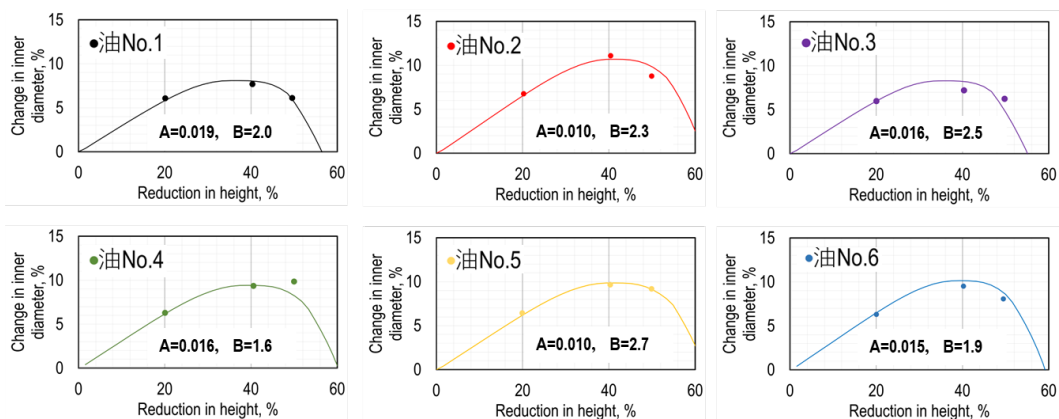 油No.1
Change in inner
diameter, %
15
10
5
0
A=0.019, B=2.0
0 20 40 60
Reduction in height, %
油No.2
Change in inner
diameter, %
15
10
5
0
A=0.010, B=2.3
0 20 40 60
Reduction in height, %
油No.3
Change in inner
diameter, %
15
10
5
0
A=0.016, B=2.5
0 20 40 60
Reduction in height, %
油No.4
Change in inner
diameter, %
15
10
5
0
A=0.016, B=1.6
0 20 40 60
Reduction in height, %
油No.5
Change in inner
diameter, %
15
10
5
0
A=0.010, B=2.7
0 20 40 60
Reduction in height, %
油No.6
Change in inner
diameter, %
15
10
5
0
A=0.015, B=1.9
0 20 40 60
Reduction in height, %